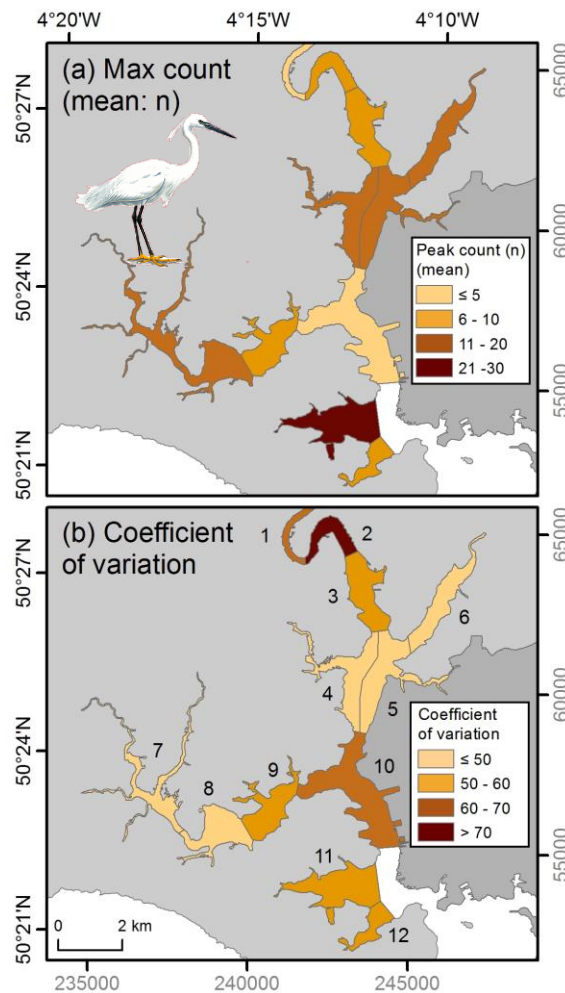 4°20'W 4°15'W 4°10'W
(a) Max count
(mean: n)
50°27'N
50°24'N
50°21'N
65000
60000
55000
Peak count (n)
(mean)
≤ 5
6 - 10
11 - 20
21 -30
(b) Coefficient
of variation
1
2
3
4
5
6
7
8
9
10
11
12
50°27'N
50°24'N
50°21'N
65000
60000
55000
Coefficient
of variation
≤ 50
50 - 60
60 - 70
> 70
0 2 km
235000 240000 245000